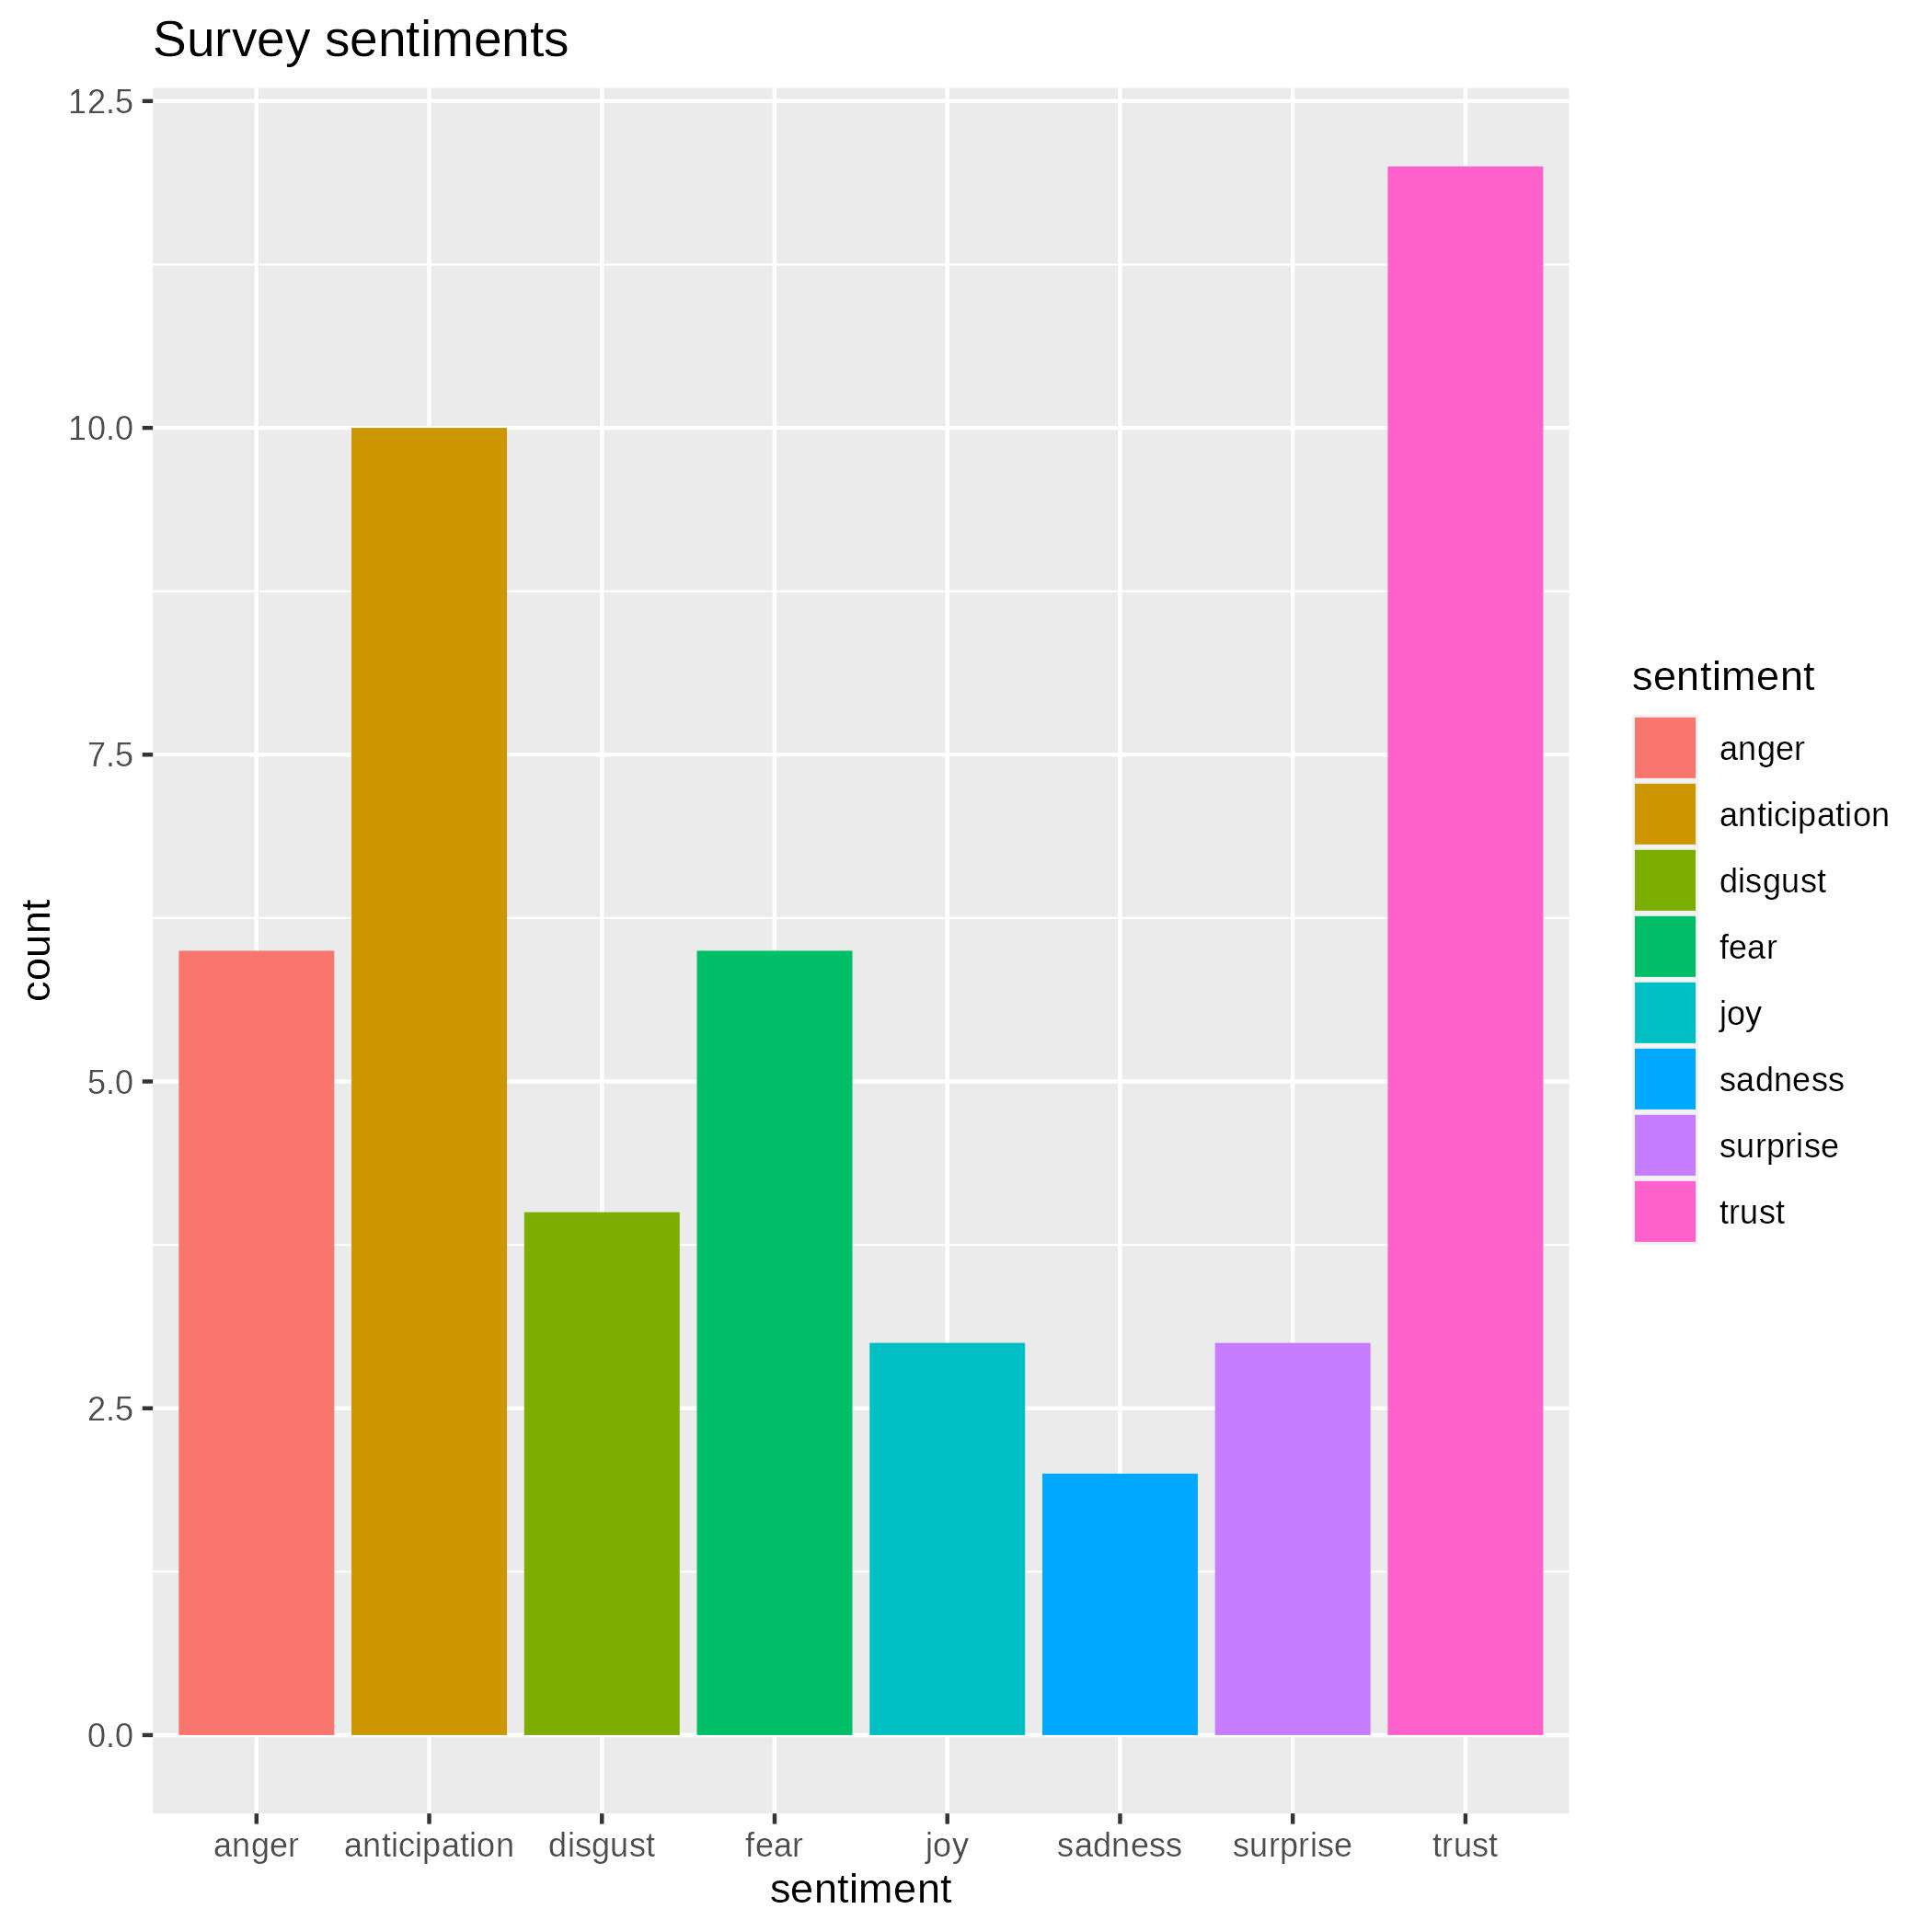 Survey sentiments
12.5
10.0
7.5
5.0
2.5
0.0
count
anger anticipation disgust fear joy sadness surprise trust
sentiment
sentiment
anger
anticipation
disgust
fear
joy
sadness
surprise
trust